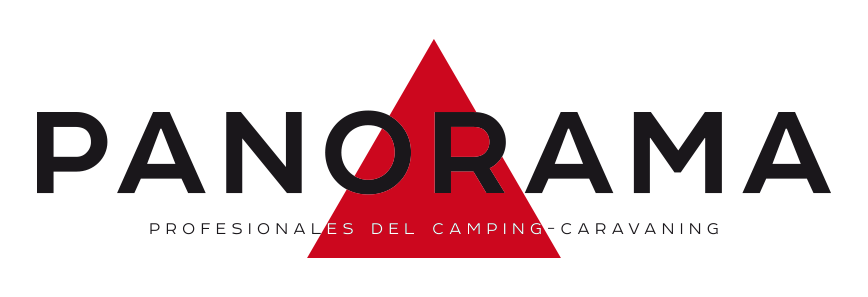 PANORAMA
PROFESIONALES DEL CAMPING-CARAVANING